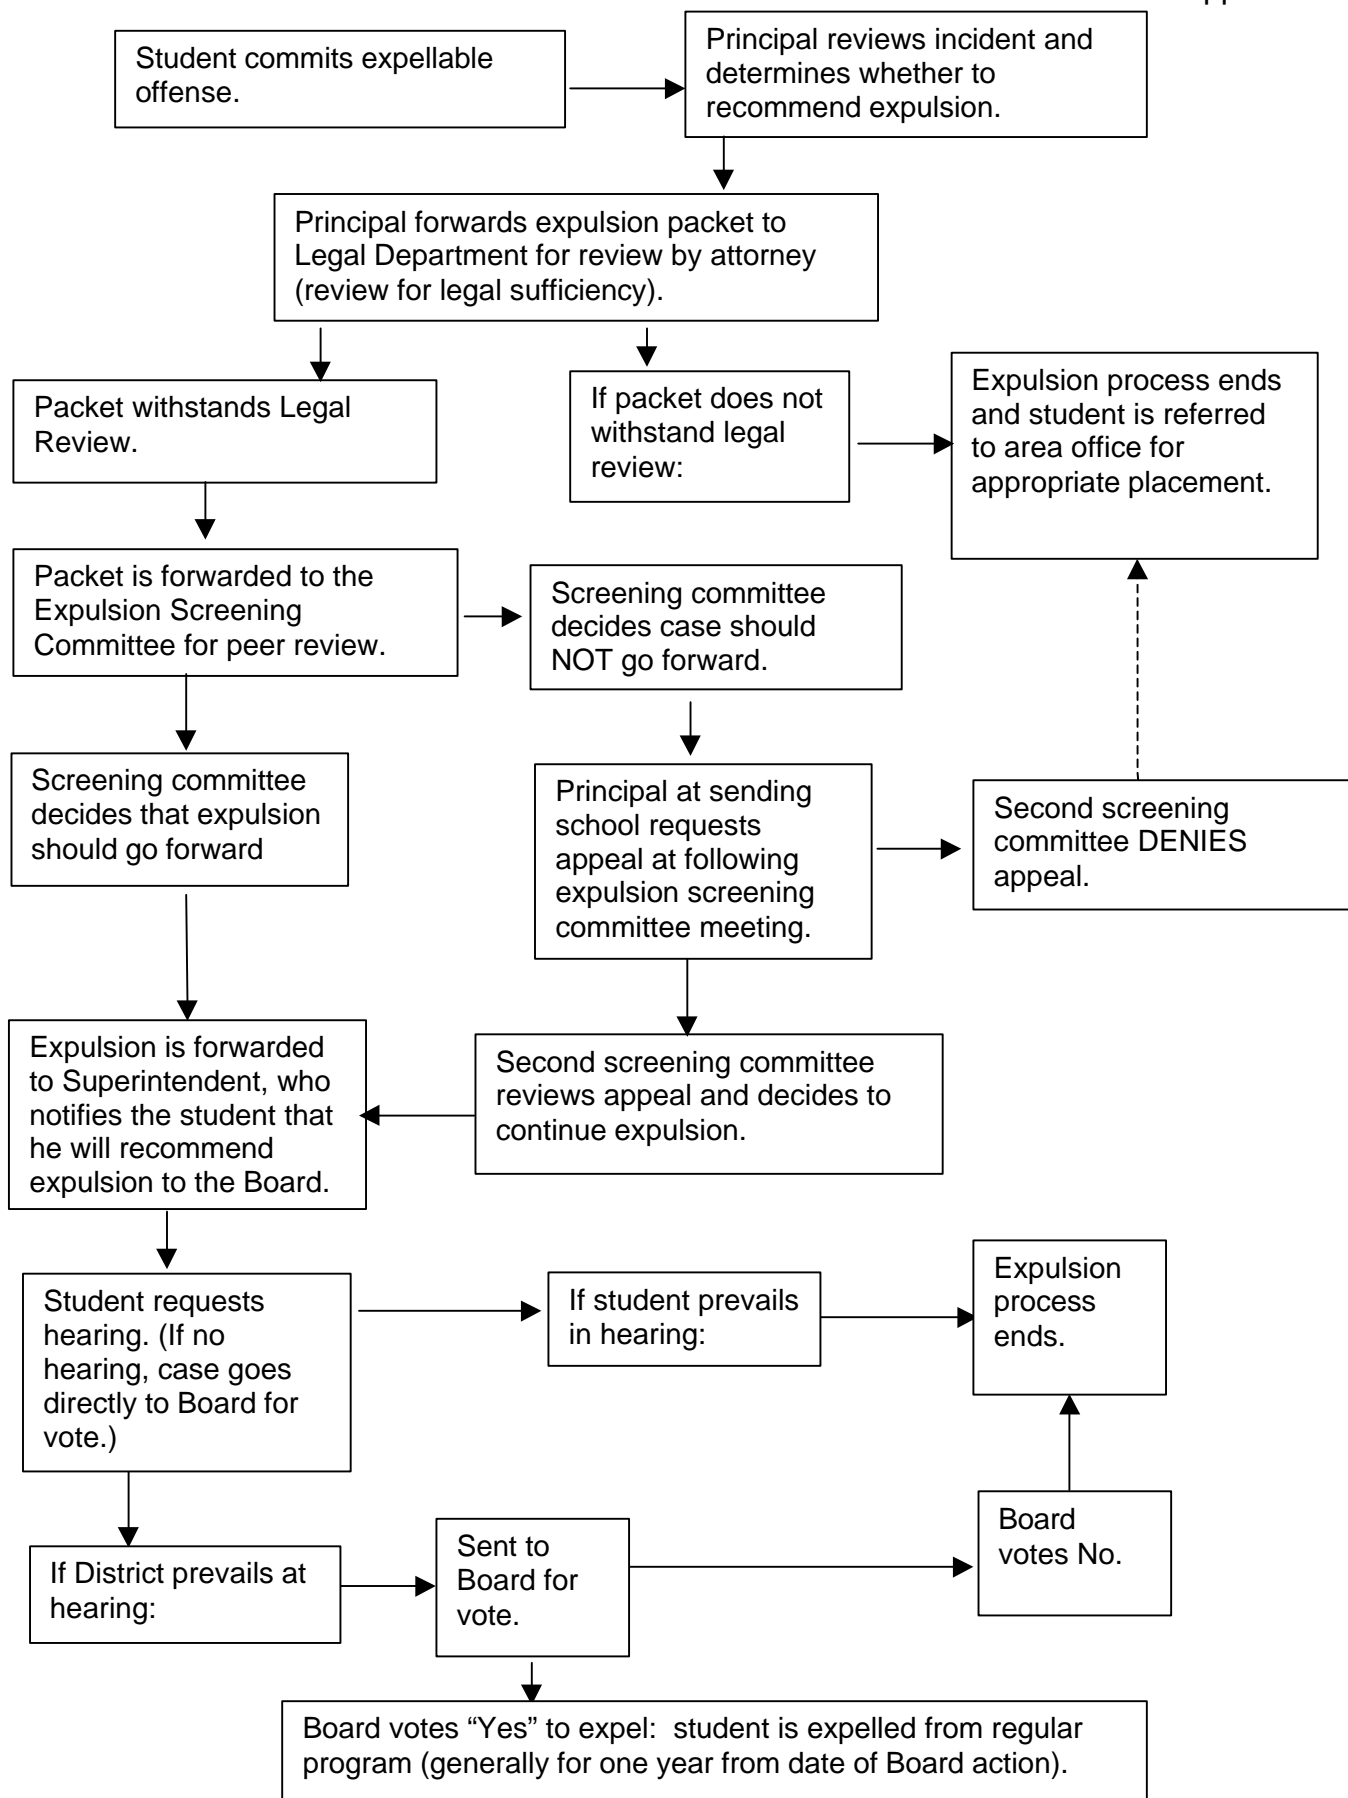 Student commits expellable
offense.
Principal reviews incident and
determines whether to
recommend expulsion.
Principal forwards expulsion packet to
Legal Department for review by attorney
(review for legal sufficiency).
Packet withstands Legal
Review.
If packet does not
withstand legal
review:
Expulsion process ends
and student is referred
to area office for
appropriate placement.
Packet is forwarded to the
Expulsion Screening
Committee for peer review.
Screening committee
decides case should
NOT go forward.
Screening committee
decides that expulsion
should go forward
Principal at sending
school requests
appeal at following
expulsion screening
committee meeting.
Second screening
committee DENIES
appeal.
Expulsion is forwarded
to Superintendent, who
notifies the student that
he will recommend
expulsion to the Board.
Second screening committee
reviews appeal and decides to
continue expulsion.
Student requests
hearing. (If no
hearing, case goes
directly to Board for
vote.)
If student prevails
in hearing:
Expulsion
process
ends.
If District prevails at
hearing:
Sent to
Board for
vote.
Board
votes No.
Board votes “Yes” to expel:  student is expelled from regular
program (generally for one year from date of Board action).